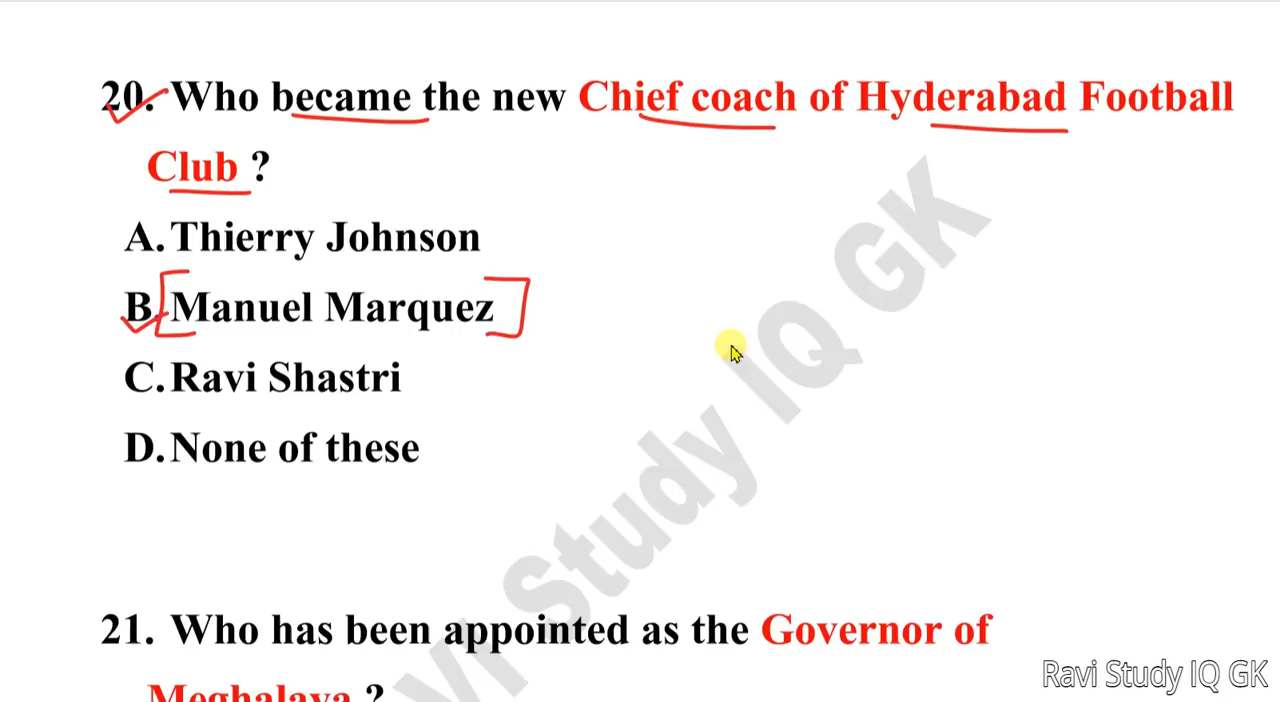 20. Who became the new Chief coach of Hyderabad Football
Club ?
A. Thierry Johnson
B. Manuel Marquez
C. Ravi Shastri
D. None of these
21. Who has been appointed as the Governor of
Meghalaya ?
vi Study IQ GK
Ravi Study IQ GK